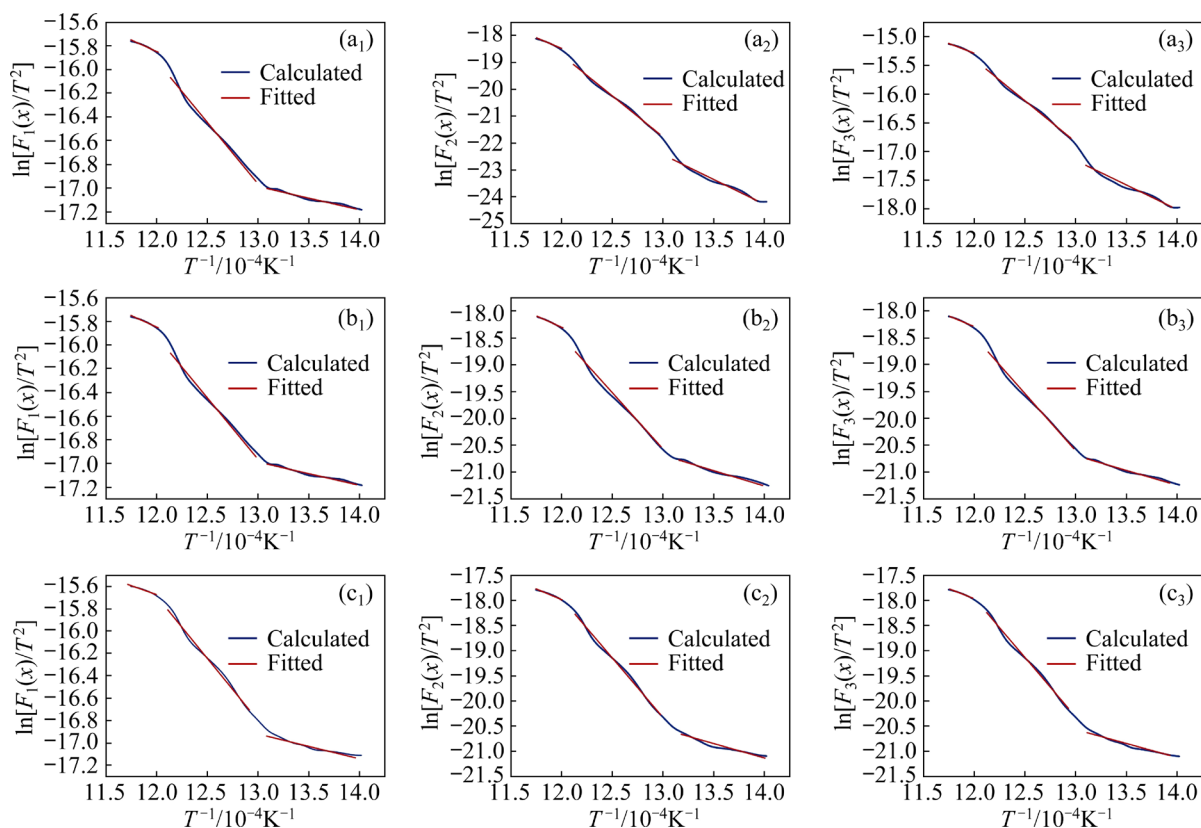 −15.6
−15.8
−16.0
−16.2
−16.4
−16.6
−16.8
−17.0
−17.2
ln[F₁(x)/T²]
(a₁)
Calculated
Fitted
11.5 12.0 12.5 13.0 13.5 14.0
T⁻¹/10⁻⁴K⁻¹
−18
−19
−20
−21
−22
−23
−24
−25
ln[F₂(x)/T²]
(a₂)
Calculated
Fitted
11.5 12.0 12.5 13.0 13.5 14.0
T⁻¹/10⁻⁴K⁻¹
−15.0
−15.5
−16.0
−16.5
−17.0
−17.5
−18.0
ln[F₃(x)/T²]
(a₃)
Calculated
Fitted
11.5 12.0 12.5 13.0 13.5 14.0
T⁻¹/10⁻⁴K⁻¹
−15.6
−15.8
−16.0
−16.2
−16.4
−16.6
−16.8
−17.0
−17.2
ln[F₁(x)/T²]
(b₁)
Calculated
Fitted
11.5 12.0 12.5 13.0 13.5 14.0
T⁻¹/10⁻⁴K⁻¹
−18.0
−18.5
−19.0
−19.5
−20.0
−20.5
−21.0
−21.5
ln[F₂(x)/T²]
(b₂)
Calculated
Fitted
11.5 12.0 12.5 13.0 13.5 14.0
T⁻¹/10⁻⁴K⁻¹
−18.0
−18.5
−19.0
−19.5
−20.0
−20.5
−21.0
−21.5
ln[F₃(x)/T²]
(b₃)
Calculated
Fitted
11.5 12.0 12.5 13.0 13.5 14.0
T⁻¹/10⁻⁴K⁻¹
−15.6
−15.8
−16.0
−16.2
−16.4
−16.6
−16.8
−17.0
−17.2
ln[F₁(x)/T²]
(c₁)
Calculated
Fitted
11.5 12.0 12.5 13.0 13.5 14.0
T⁻¹/10⁻⁴K⁻¹
−17.5
−18.0
−18.5
−19.0
−19.5
−20.0
−20.5
−21.0
−21.5
ln[F₂(x)/T²]
(c₂)
Calculated
Fitted
11.5 12.0 12.5 13.0 13.5 14.0
T⁻¹/10⁻⁴K⁻¹
−17.5
−18.0
−18.5
−19.0
−19.5
−20.0
−20.5
−21.0
−21.5
ln[F₃(x)/T²]
(c₃)
Calculated
Fitted
11.5 12.0 12.5 13.0 13.5 14.0
T⁻¹/10⁻⁴K⁻¹